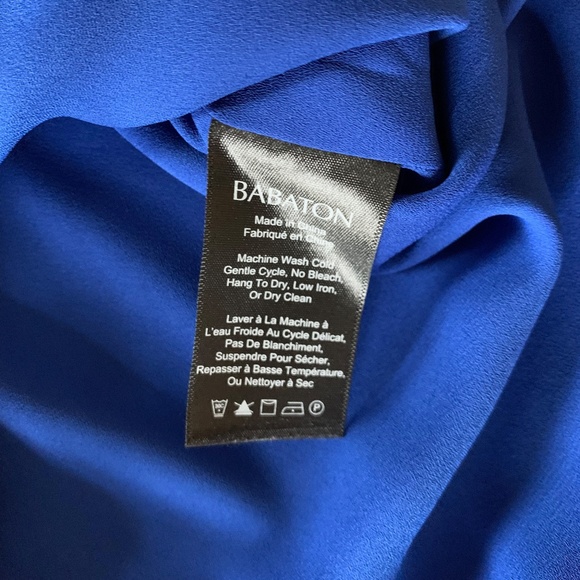 BABATON
Made in China
Fabriqué en Chine
Machine Wash Cold
Gentle Cycle, No Bleach,
Hang To Dry, Low Iron,
Or Dry Clean
Laver à La Machine à
L'eau Froide Au Cycle Délicat,
Pas De Blanchiment,
Suspendre Pour Sécher,
Repasser à Basse Température,
Ou Nettoyer à Sec
P